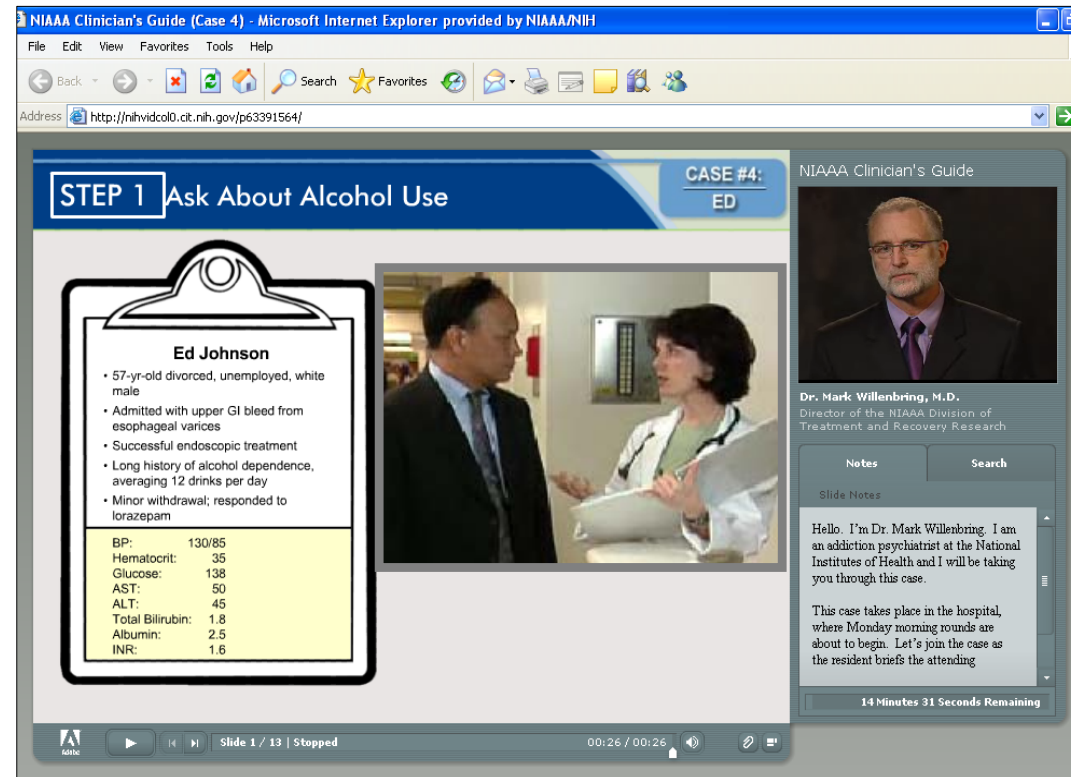 NIAAA Clinician's Guide (Case 4) - Microsoft Internet Explorer provided by NIAAA/NIH
File Edit View Favorites Tools Help
Back Search Favorites
Address http://nihvidcol0.cit.nih.gov/p63391564/
STEP 1 Ask About Alcohol Use
CASE #4:
ED
Ed Johnson
• 57-yr-old divorced, unemployed, white
male
• Admitted with upper GI bleed from
esophageal varices
• Successful endoscopic treatment
• Long history of alcohol dependence,
averaging 12 drinks per day
• Minor withdrawal; responded to
lorazepam
BP: 130/85
Hematocrit: 35
Glucose: 138
AST: 50
ALT: 45
Total Bilirubin: 1.8
Albumin: 2.5
INR: 1.6
NIAAA Clinician's Guide
Dr. Mark Willenbring, M.D.
Director of the NIAAA Division of
Treatment and Recovery Research
Notes Search
Slide Notes
Hello. I'm Dr. Mark Willenbring. I am
an addiction psychiatrist at the National
Institutes of Health and I will be taking
you through this case.
This case takes place in the hospital,
where Monday morning rounds are
about to begin. Let's join the case as
the resident briefs the attending
14 Minutes 31 Seconds Remaining
Adobe
Slide 1 / 13 | Stopped
00:26 / 00:26